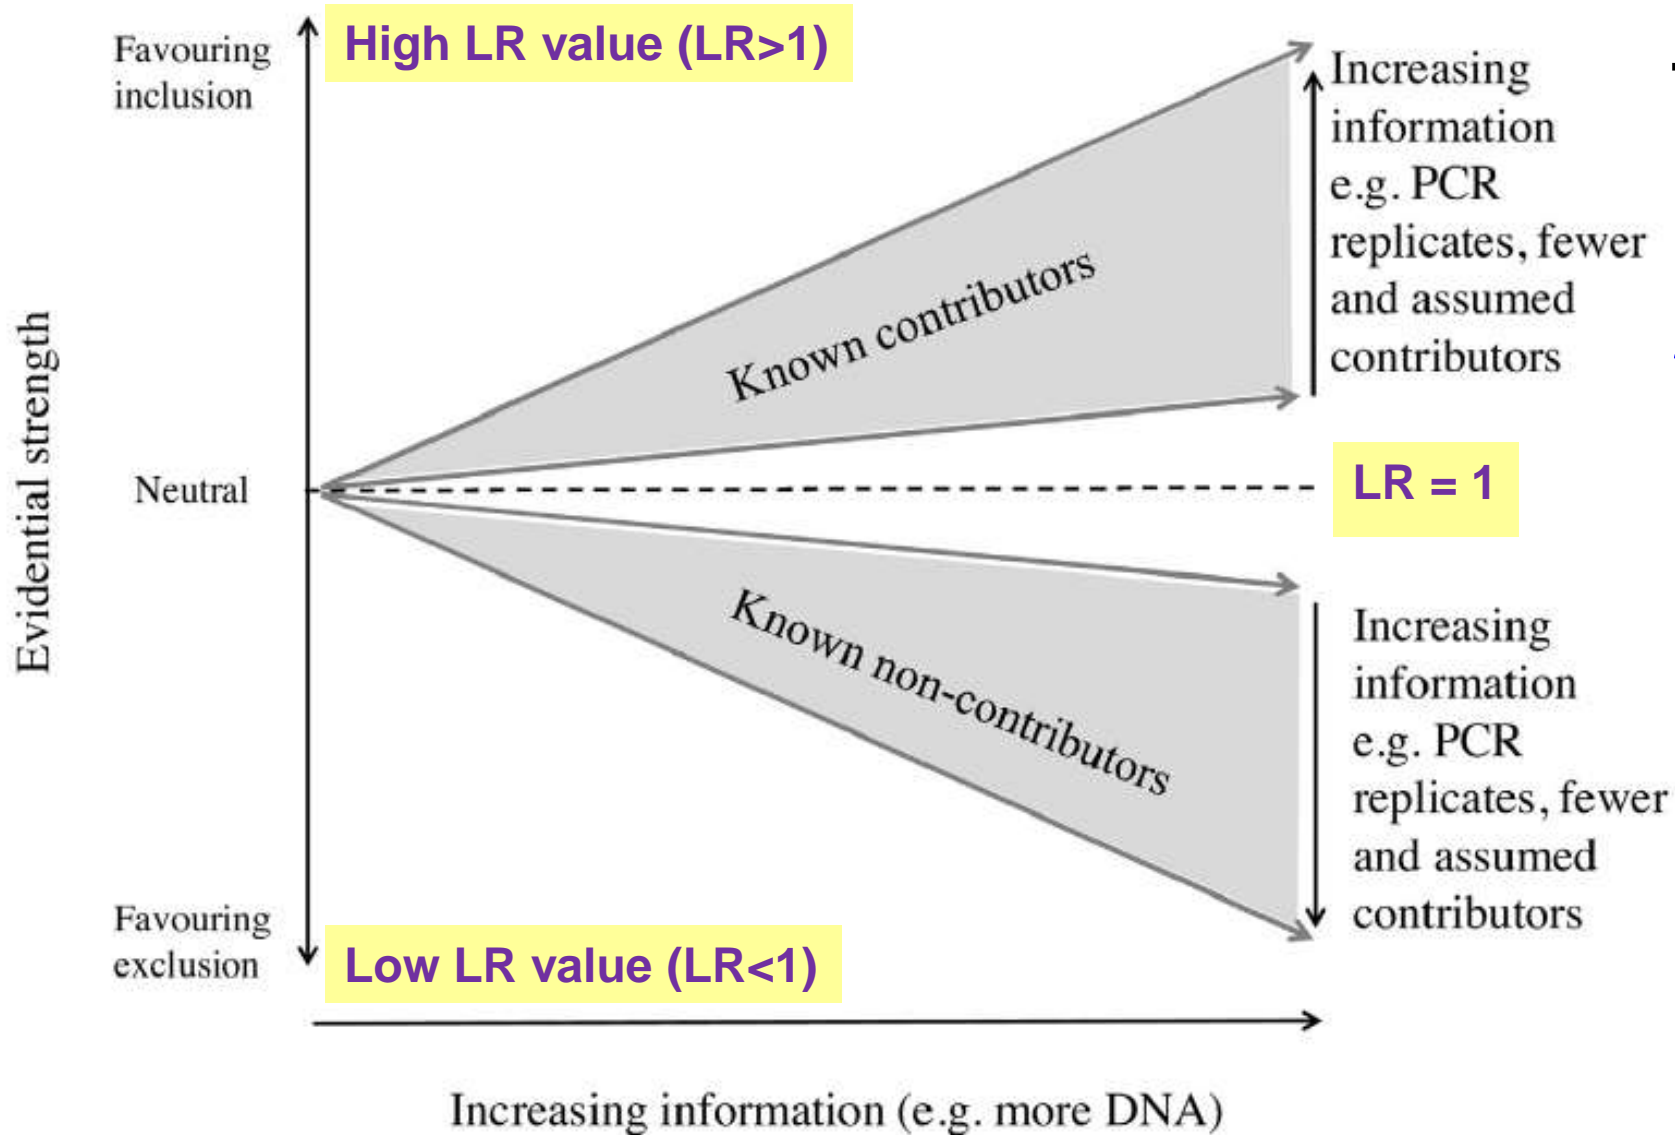 Favouring
inclusion
High LR value (LR>1)
Increasing
information
e.g. PCR
replicates, fewer
and assumed
contributors
Known contributors
Evidential strength
Neutral
LR = 1
Known non-contributors
Increasing
information
e.g. PCR
replicates, fewer
and assumed
contributors
Favouring
exclusion
Low LR value (LR<1)
Increasing information (e.g. more DNA)